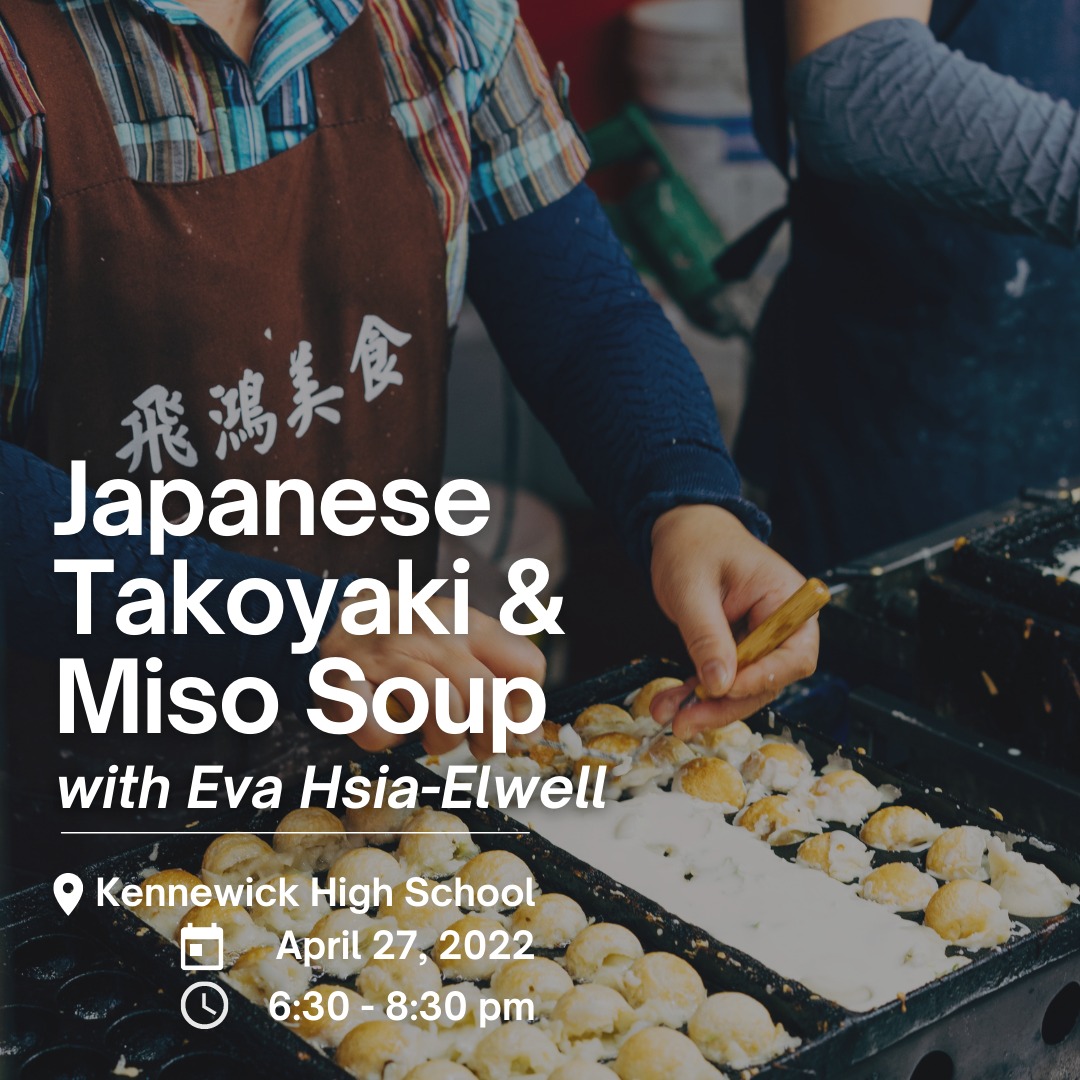 飛鴻美食
Japanese
Takoyaki &
Miso Soup
with Eva Hsia-Elwell
Kennewick High School
April 27, 2022
6:30 - 8:30 pm